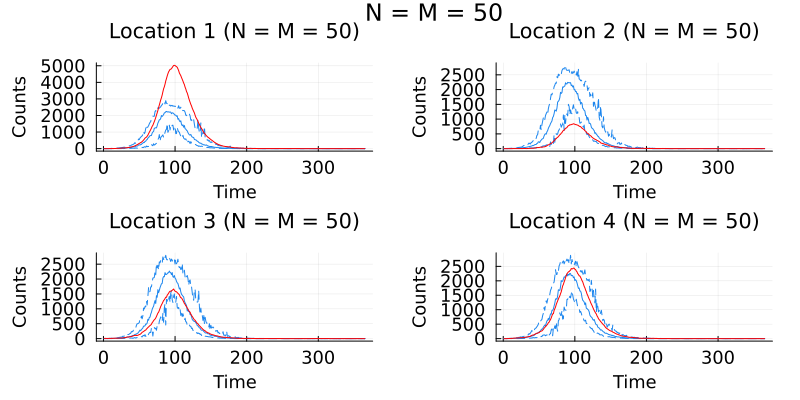 N = M = 50
Location 1 (N = M = 50)
Counts
5000
4000
3000
2000
1000
0
0 100 200 300
Time
Location 2 (N = M = 50)
Counts
2500
2000
1500
1000
500
0
0 100 200 300
Time
Location 3 (N = M = 50)
Counts
2500
2000
1500
1000
500
0
0 100 200 300
Time
Location 4 (N = M = 50)
Counts
2500
2000
1500
1000
500
0
0 100 200 300
Time